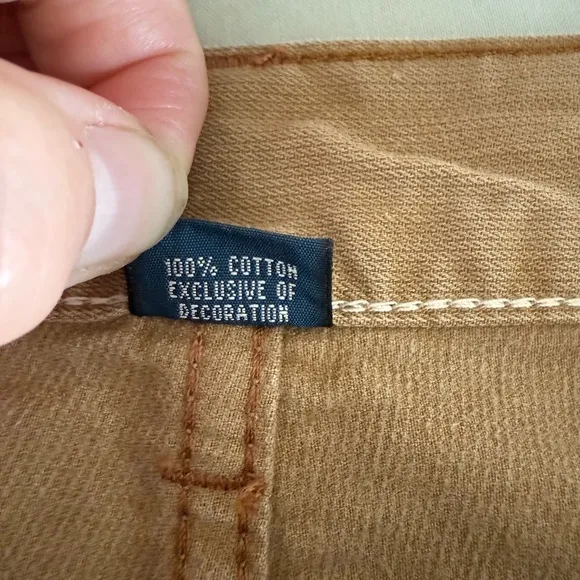 100% COTTON
EXCLUSIVE OF
DECORATION